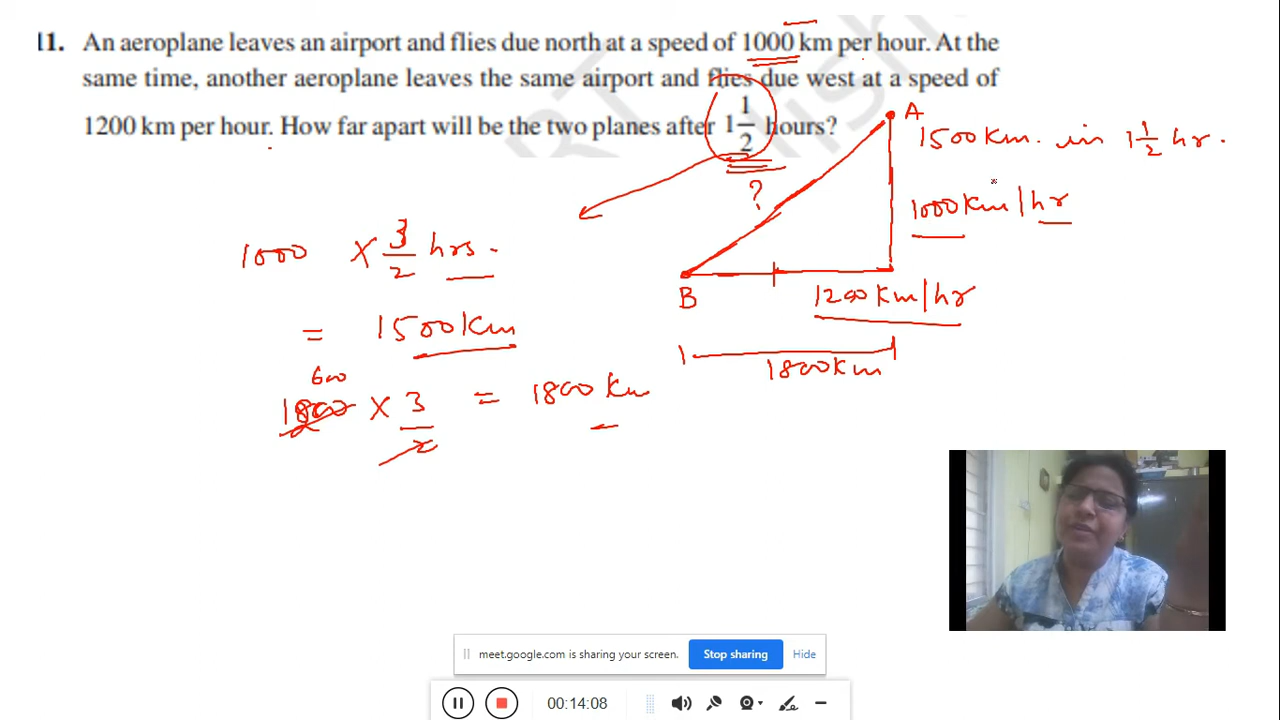 11. An aeroplane leaves an airport and flies due north at a speed of 1000 km per hour. At the
same time, another aeroplane leaves the same airport and flies due west at a speed of
1200 km per hour. How far apart will be the two planes after 1 1/2 hours?
A
1500 km. in 1 1/2 hr.
?
1000 km/hr
1000 × 3/2 hrs.
B
1200 km/hr
= 1500 km
1800 km
600
1800 × 3/2 = 1800 km
meet.google.com is sharing your screen. Stop sharing Hide
00:14:08